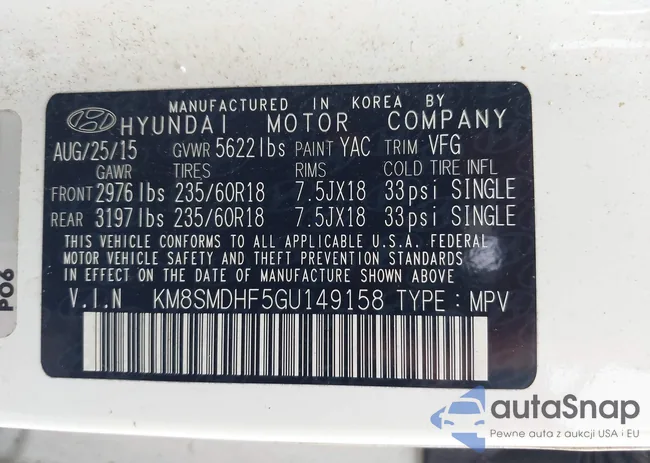 MANUFACTURED IN KOREA BY
HYUNDAI MOTOR COMPANY
AUG/25/15 GVWR 5622lbs PAINT YAC TRIM VFG
GAWR TIRES RIMS COLD TIRE INFL
FRONT 2976lbs 235/60R18 7.5JX18 33psi SINGLE
REAR 3197lbs 235/60R18 7.5JX18 33psi SINGLE
THIS VEHICLE CONFORMS TO ALL APPLICABLE U.S.A. FEDERAL
MOTOR VEHICLE SAFETY AND THEFT PREVENTION STANDARDS
IN EFFECT ON THE DATE OF MANUFACTURE SHOWN ABOVE.
V.I.N KM8SMDHF5GU149158 TYPE : MPV
PO6
autaSnap
Pewne auta z aukcji USA i EU